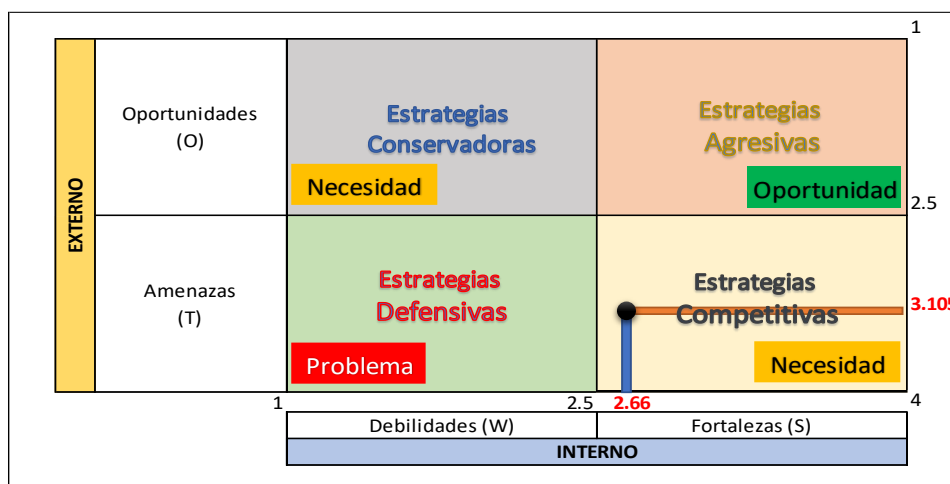 1
EXTERNO
Oportunidades
(O)
Estrategias
Conservadoras
Necesidad
Estrategias
Agresivas
Oportunidad
2.5
Amenazas
(T)
Estrategias
Defensivas
Problema
Estrategias
Competitivas
3.105
Necesidad
1
2.5
2.66
4
Debilidades (W)
Fortalezas (S)
INTERNO